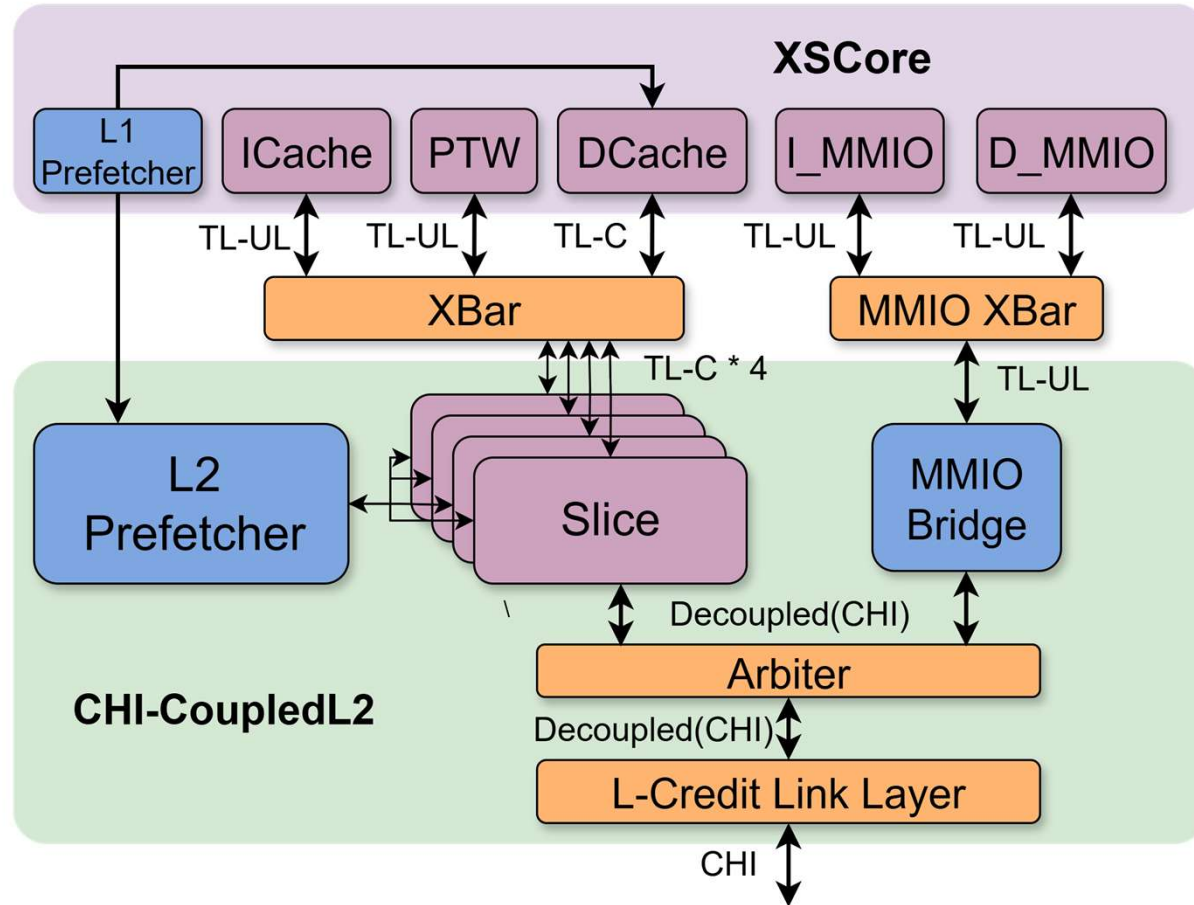 XSCore
L1
Prefetcher
ICache
PTW
DCache
I_MMIO
D_MMIO
TL-UL
TL-UL
TL-C
TL-UL
TL-UL
XBar
MMIO XBar
TL-C * 4
TL-UL
L2
Prefetcher
Slice
MMIO
Bridge
\
Decoupled(CHI)
Arbiter
CHI-CoupledL2
Decoupled(CHI)
L-Credit Link Layer
CHI